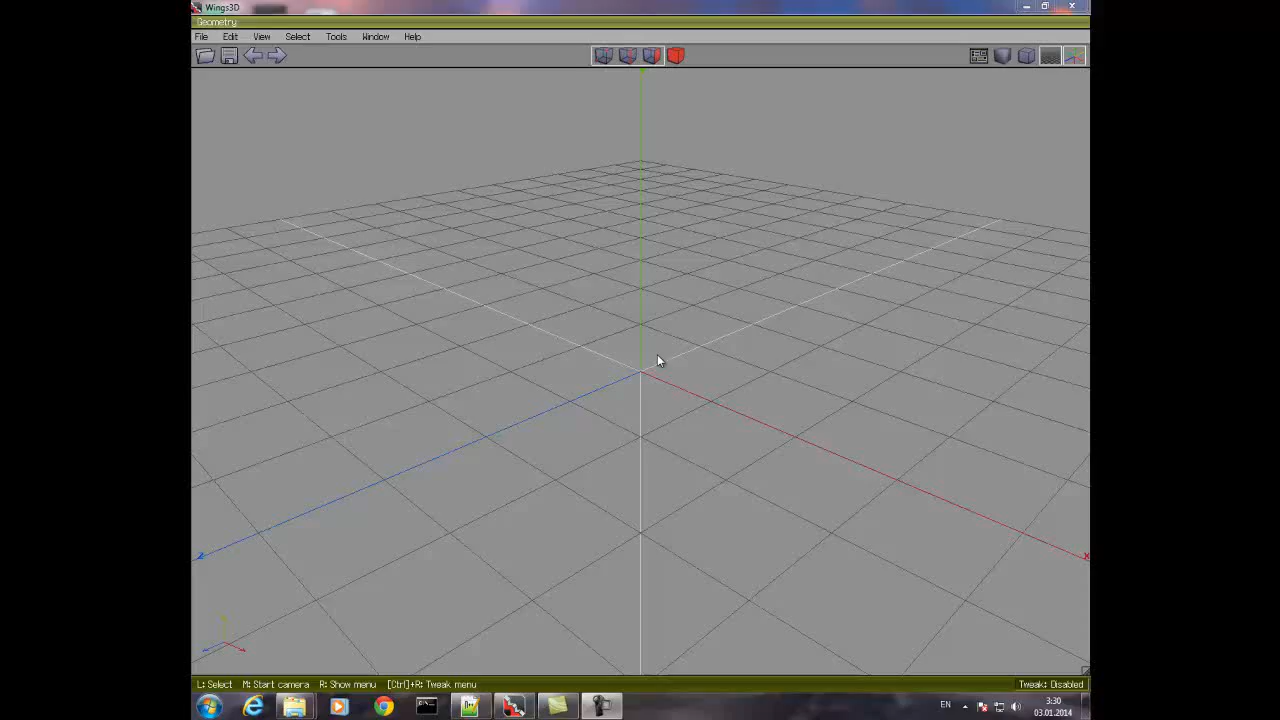 Wings3D
Geometry
File Edit View Select Tools Window Help
Z
X
L: Select M: Start camera R: Show menu [Ctrl]+R: Tweak menu Tweak: Disabled
EN
3:30
03.01.2014